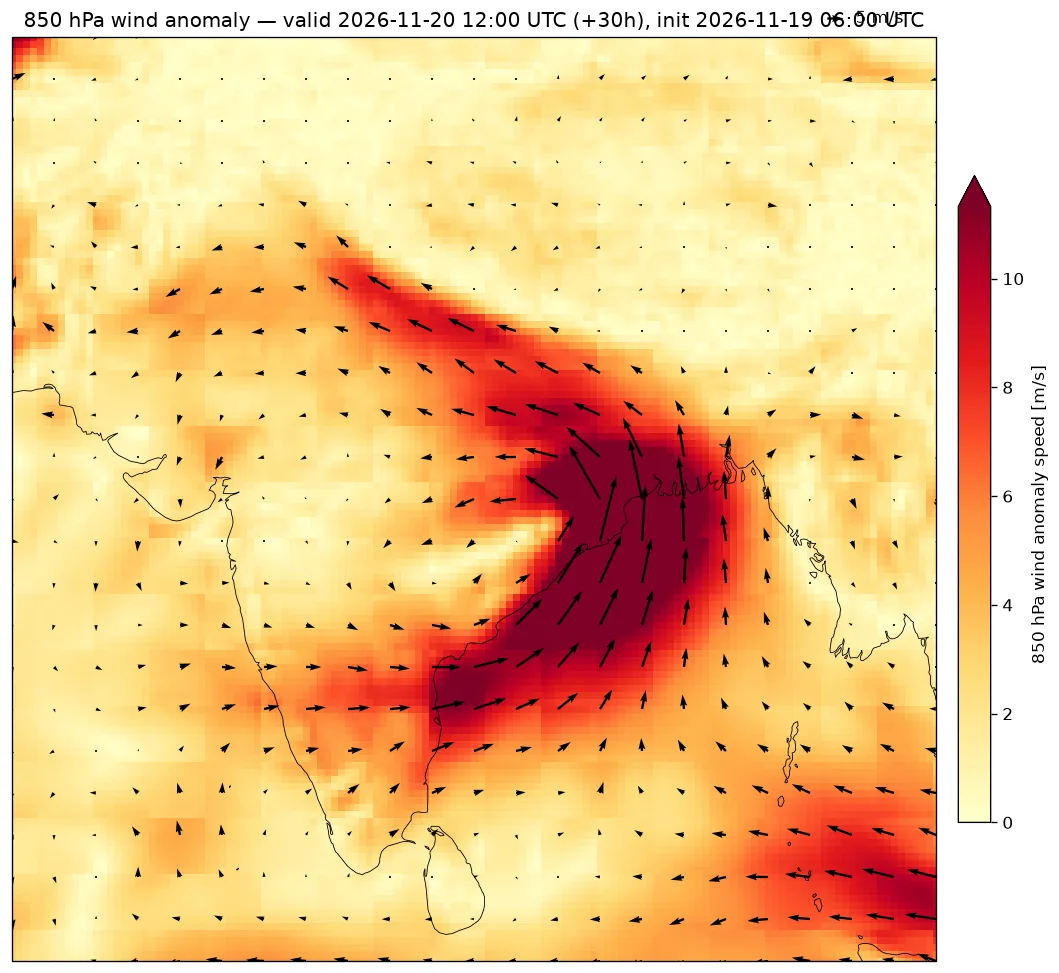 850 hPa wind anomaly — valid 2026-11-20 12:00 UTC (+30h), init 2026-11-19 06:00 UTC
5 m/s
10
8
6
4
2
0
850 hPa wind anomaly speed [m/s]